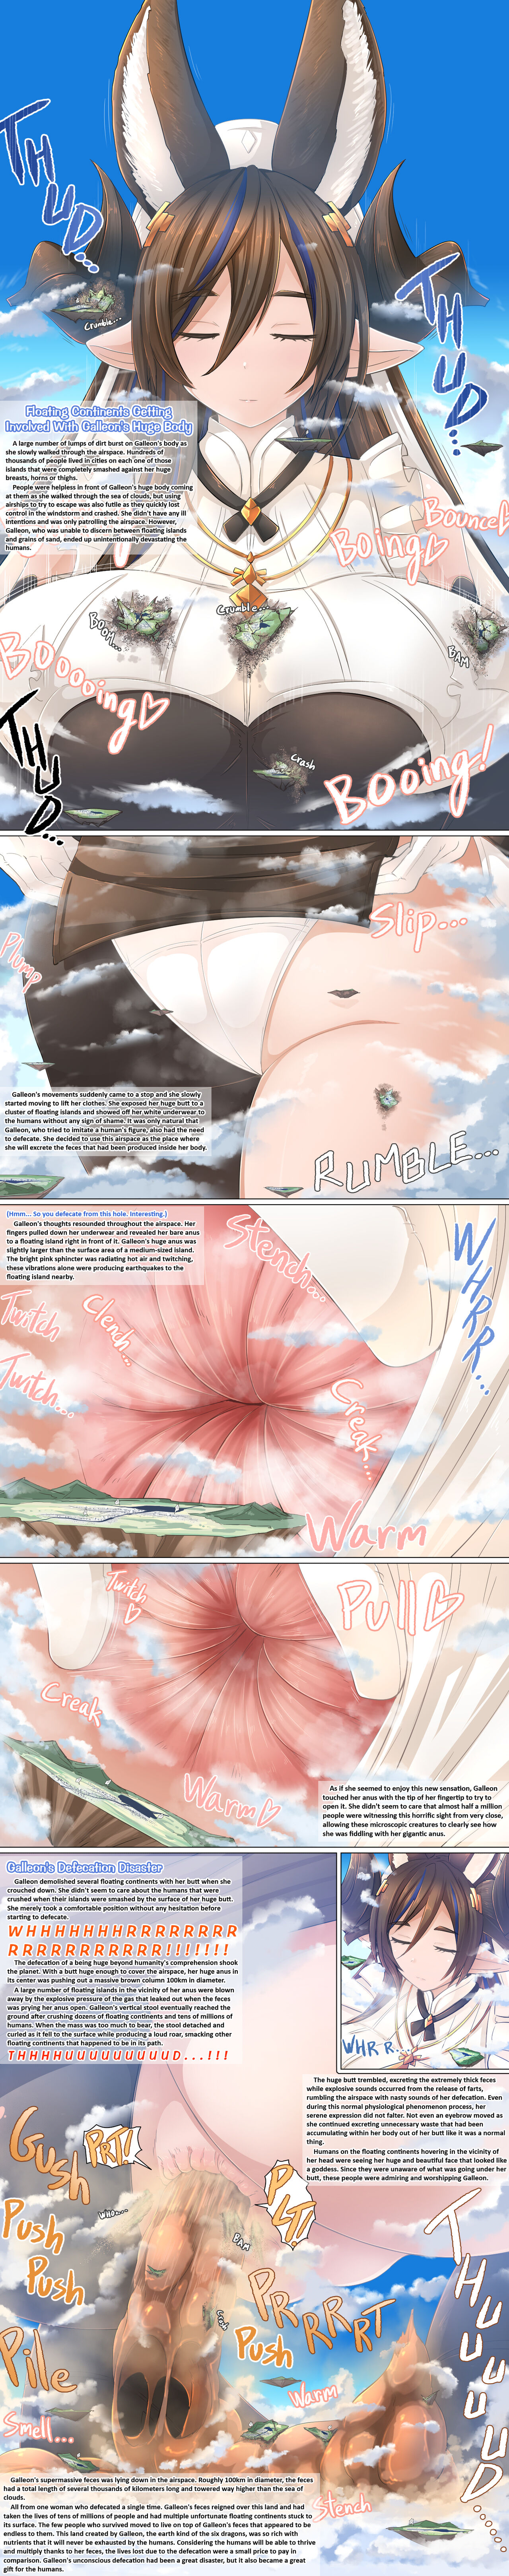 THUD...
THUD...
Crumble...
Floating Continents Getting
Involved With Galleon's Huge Body
A large number of lumps of dirt burst on Galleon's body as
she slowly walked through the airspace. Hundreds of
thousands of people lived in cities on each one of those
islands that were completely smashed against her huge
breasts, horns or thighs.
People were helpless in front of Galleon's huge body coming
at them as she walked through the sea of clouds, but using
airships to try to escape was also futile as they quickly lost
control in the windstorm and crashed. She didn't have any ill
intentions and was only patrolling the airspace. However,
Galleon, who was unable to discern between floating islands
and grains of sand, ended up unintentionally devastating the
humans.
Bounce♡
Boing♡
Crumble...
Boom...
BAM
Booooing♡
THUD...
Crash
Booing!
Slip...
Plump
Galleon's movements suddenly came to a stop and she slowly
started moving to lift her clothes. She exposed her huge butt to a
cluster of floating islands and showed off her white underwear to
the humans without any sign of shame. It was only natural that
Galleon, who tried to imitate a human's figure, also had the need
to defecate. She decided to use this airspace as the place where
she will excrete the feces that had been produced inside her body.
RUMBLE...
(Hmm... So you defecate from this hole. Interesting.)
Galleon's thoughts resounded throughout the airspace. Her
fingers pulled down her underwear and revealed her bare anus
to a floating island right in front of it. Galleon's huge anus was
slightly larger than the surface area of a medium-sized island.
The bright pink sphincter was radiating hot air and twitching,
these vibrations alone were producing earthquakes to the
floating island nearby.
Stench...
WHRR...
Twitch
Clench...
Twitch...
Creak...
Warm
Twitch♡
Pull♡
Creak
Warm♡
As if she seemed to enjoy this new sensation, Galleon
touched her anus with the tip of her fingertip to try to
open it. She didn't seem to care that almost half a million
people were witnessing this horrific sight from very close,
allowing these microscopic creatures to clearly see how
she was fiddling with her gigantic anus.
Galleon's Defecation Disaster
Galleon demolished several floating continents with her butt when she
crouched down. She didn't seem to care about the humans that were
crushed when their islands were smashed by the surface of her huge butt.
She merely took a comfortable position without any hesitation before
starting to defecate.
WHHHHHHHRRRRRRRR
RRRRRRRRRRRR!!!!!!!
The defecation of a being huge beyond humanity's comprehension shook
the planet. With a butt huge enough to cover the airspace, her huge anus in
its center was pushing out a massive brown column 100km in diameter.
A large number of floating islands in the vicinity of her anus were blown
away by the explosive pressure of the gas that leaked out when the feces
was prying her anus open. Galleon's vertical stool eventually reached the
ground after crushing dozens of floating continents and tens of millions of
humans. When the mass was too much to bear, the stool detached and
curled as it fell to the surface while producing a loud roar, smacking other
floating continents that happened to be in its path.
THHHHUUUUUUUUUUD...!!!
WHRR...
The huge butt trembled, excreting the extremely thick feces
while explosive sounds occurred from the release of farts,
rumbling the airspace with nasty sounds of her defecation. Even
during this normal physiological phenomenon process, her
serene expression did not falter. Not even an eyebrow moved as
she continued excreting unnecessary waste that had been
accumulating within her body out of her butt like it was a normal
thing.
Humans on the floating continents hovering in the vicinity of
her head were seeing her huge and beautiful face that looked like
a goddess. Since they were unaware of what was going under her
butt, these people were admiring and worshipping Galleon.
Gush
PRT!
Push
Push
BAM
PRRRRT
Push
Pile
Warm
Smell...
THUUUUD...
Stench
Galleon's supermassive feces was lying down in the airspace. Roughly 100km in diameter, the feces
had a total length of several thousands of kilometers long and towered way higher than the sea of
clouds.
All from one woman who defecated a single time. Galleon's feces reigned over this land and had
taken the lives of tens of millions of people and had multiple unfortunate floating continents stuck to
its surface. The few people who survived moved to live on top of Galleon's feces that appeared to be
endless to them. This land created by Galleon, the earth kind of the six dragons, was so rich with
nutrients that it will never be exhausted by the humans. Considering the humans will be able to thrive
and multiply thanks to her feces, the lives lost due to the defecation were a small price to pay in
comparison. Galleon's unconscious defecation had been a great disaster, but it also became a great
gift for the humans.